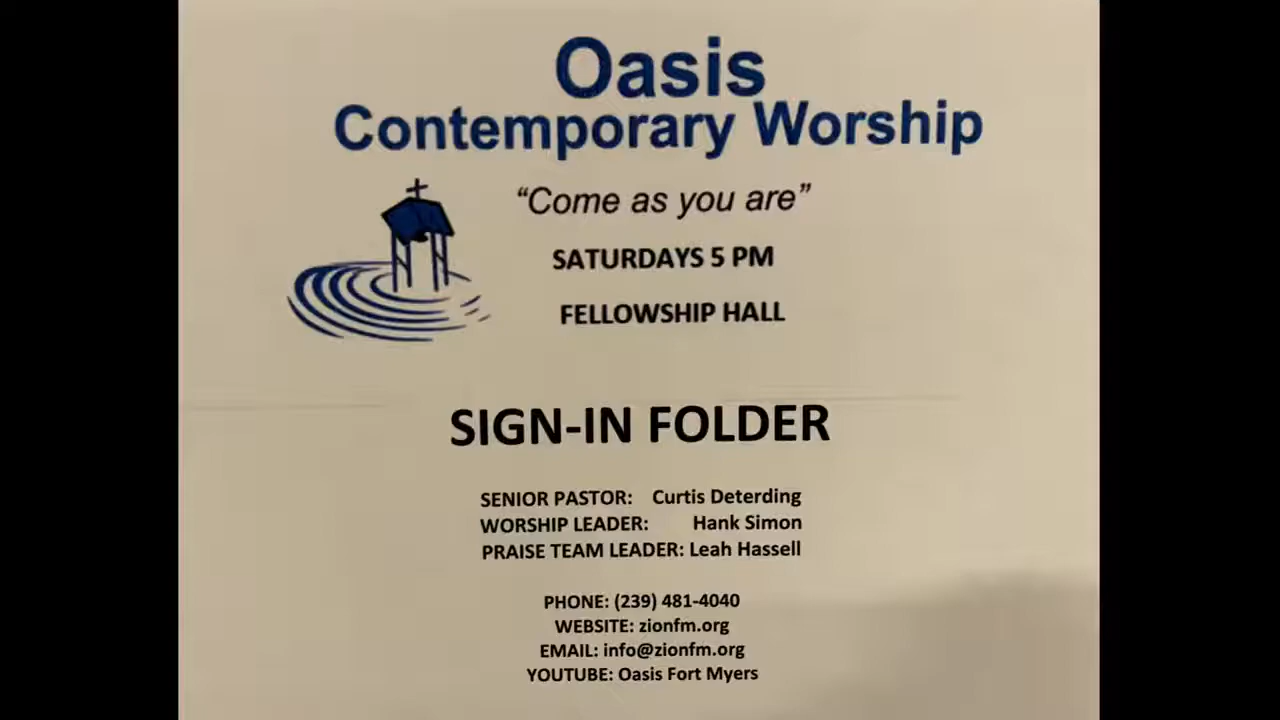 Oasis
Contemporary Worship
“Come as you are”
SATURDAYS 5 PM
FELLOWSHIP HALL
SIGN-IN FOLDER
SENIOR PASTOR: Curtis Deterding
WORSHIP LEADER: Hank Simon
PRAISE TEAM LEADER: Leah Hassell
PHONE: (239) 481-4040
WEBSITE: zionfm.org
EMAIL: info@zionfm.org
YOUTUBE: Oasis Fort Myers